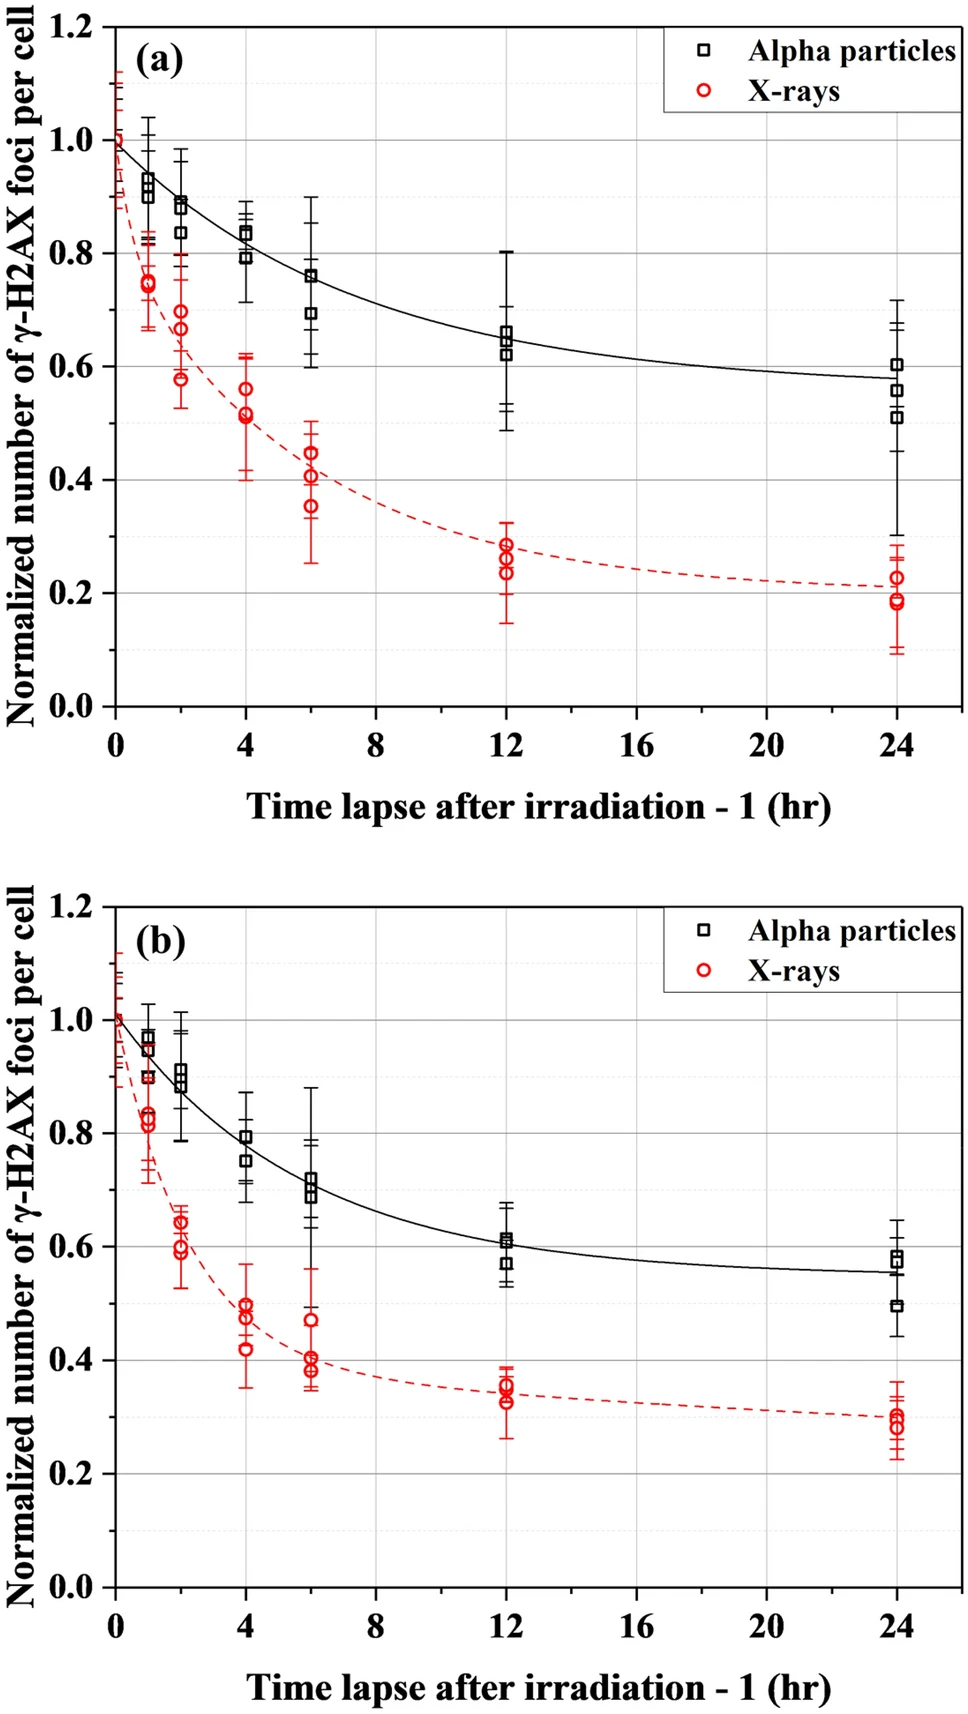 (a)
Alpha particles
X-rays
Normalized number of γ-H2AX foci per cell
1.2
1.0
0.8
0.6
0.4
0.2
0.0
0 4 8 12 16 20 24
Time lapse after irradiation - 1 (hr)
(b)
Alpha particles
X-rays
Normalized number of γ-H2AX foci per cell
1.2
1.0
0.8
0.6
0.4
0.2
0.0
0 4 8 12 16 20 24
Time lapse after irradiation - 1 (hr)